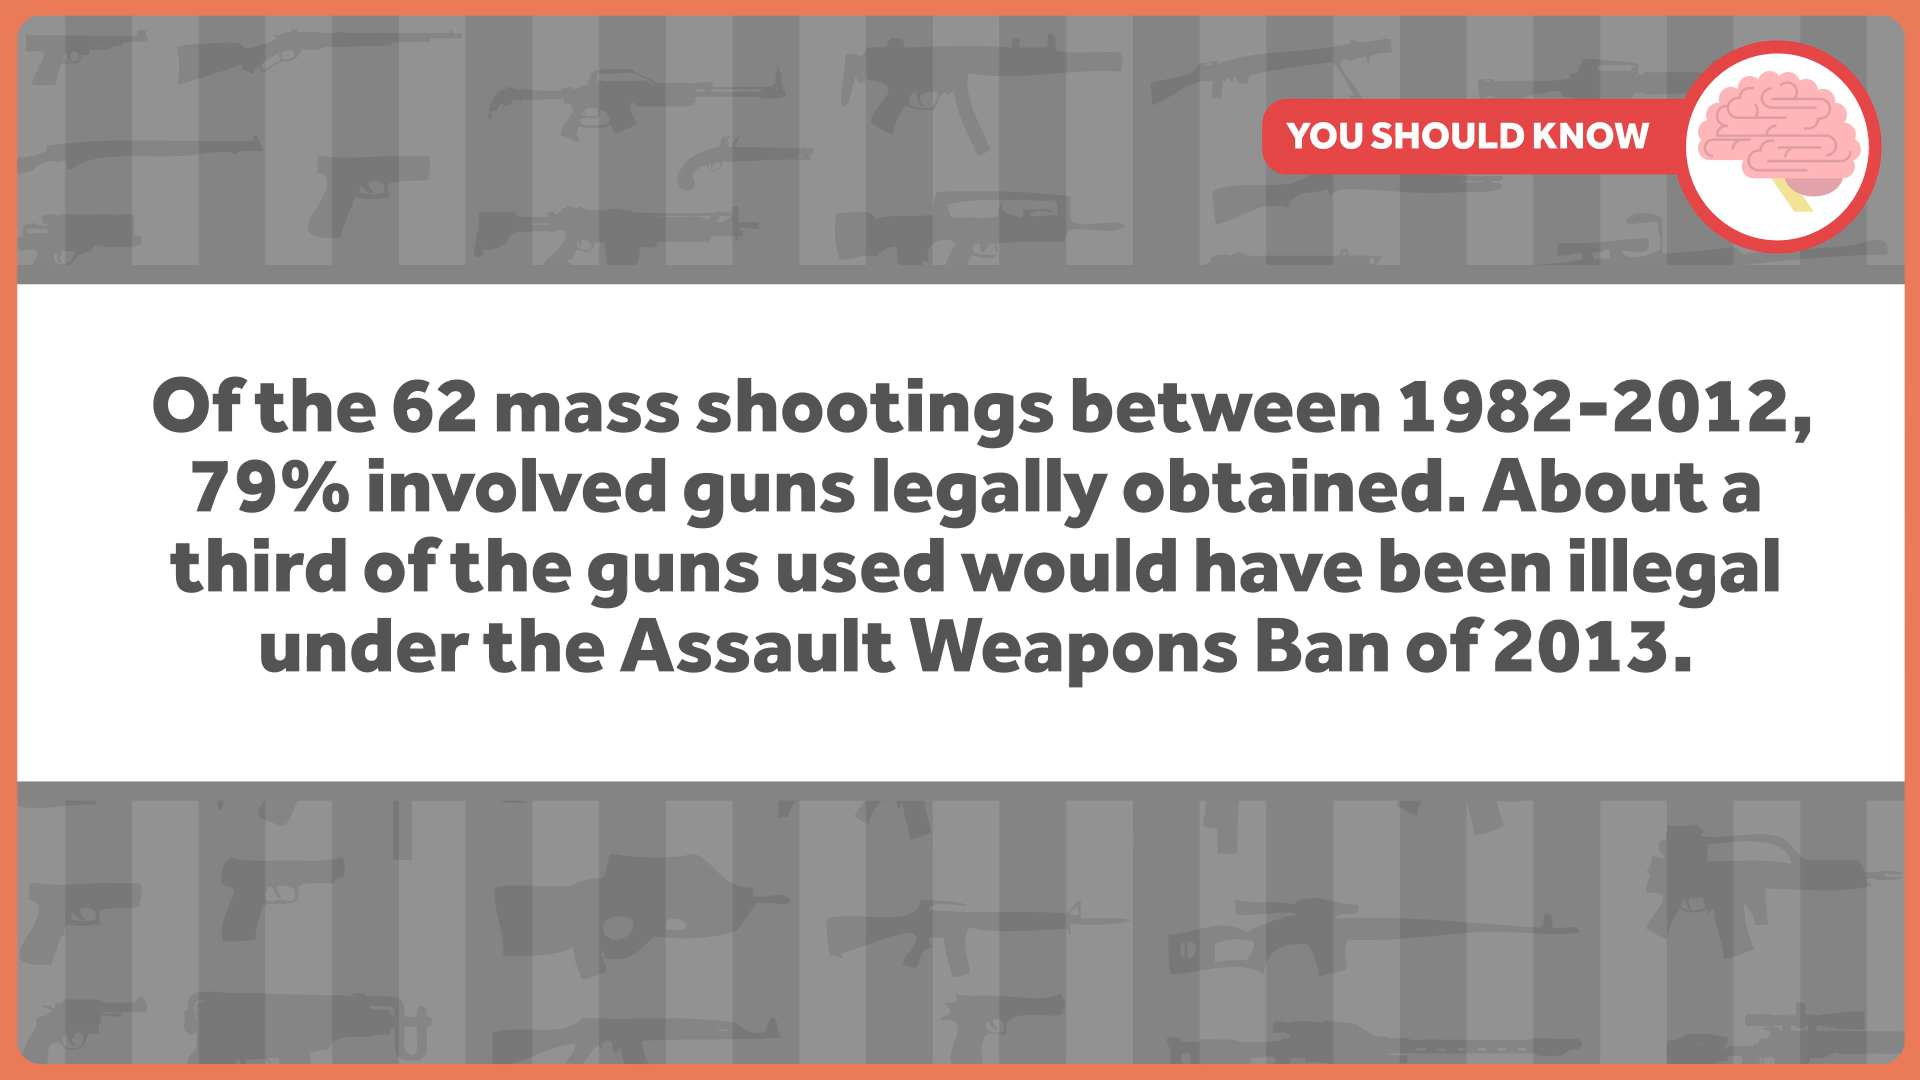 YOU SHOULD KNOW
Of the 62 mass shootings between 1982-2012,
79% involved guns legally obtained. About a
third of the guns used would have been illegal
under the Assault Weapons Ban of 2013.